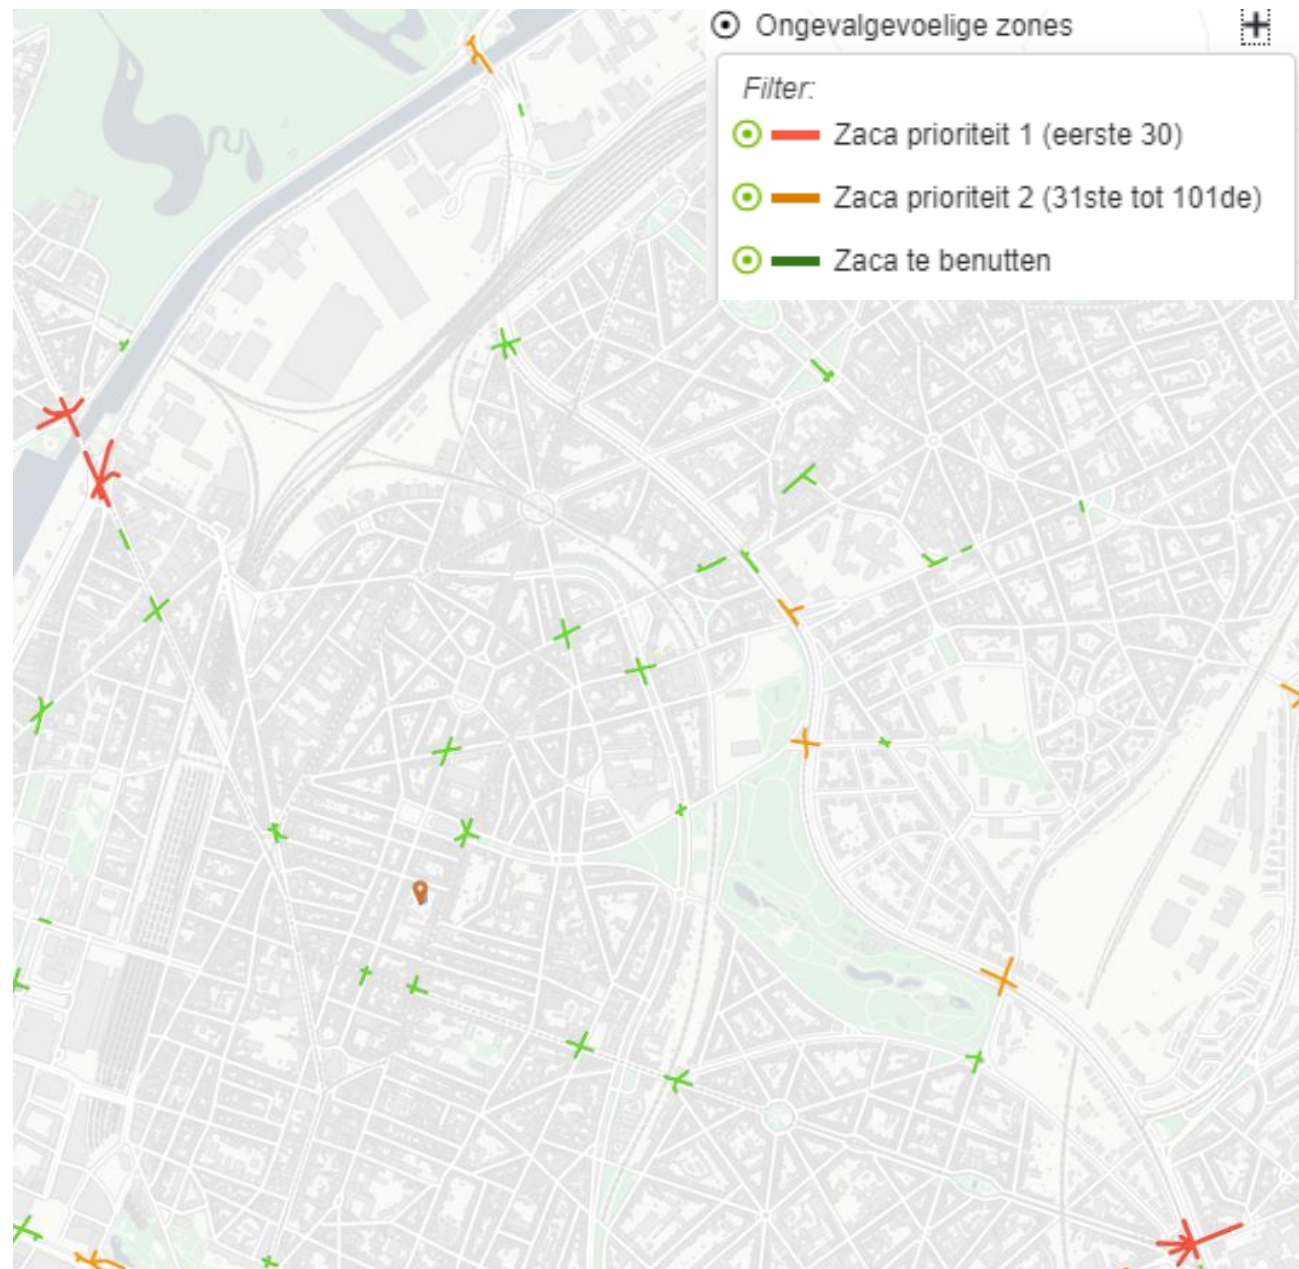 Ongevalgevoelige zones
Filter:
Zaca prioriteit 1 (eerste 30)
Zaca prioriteit 2 (31ste tot 101de)
Zaca te benutten